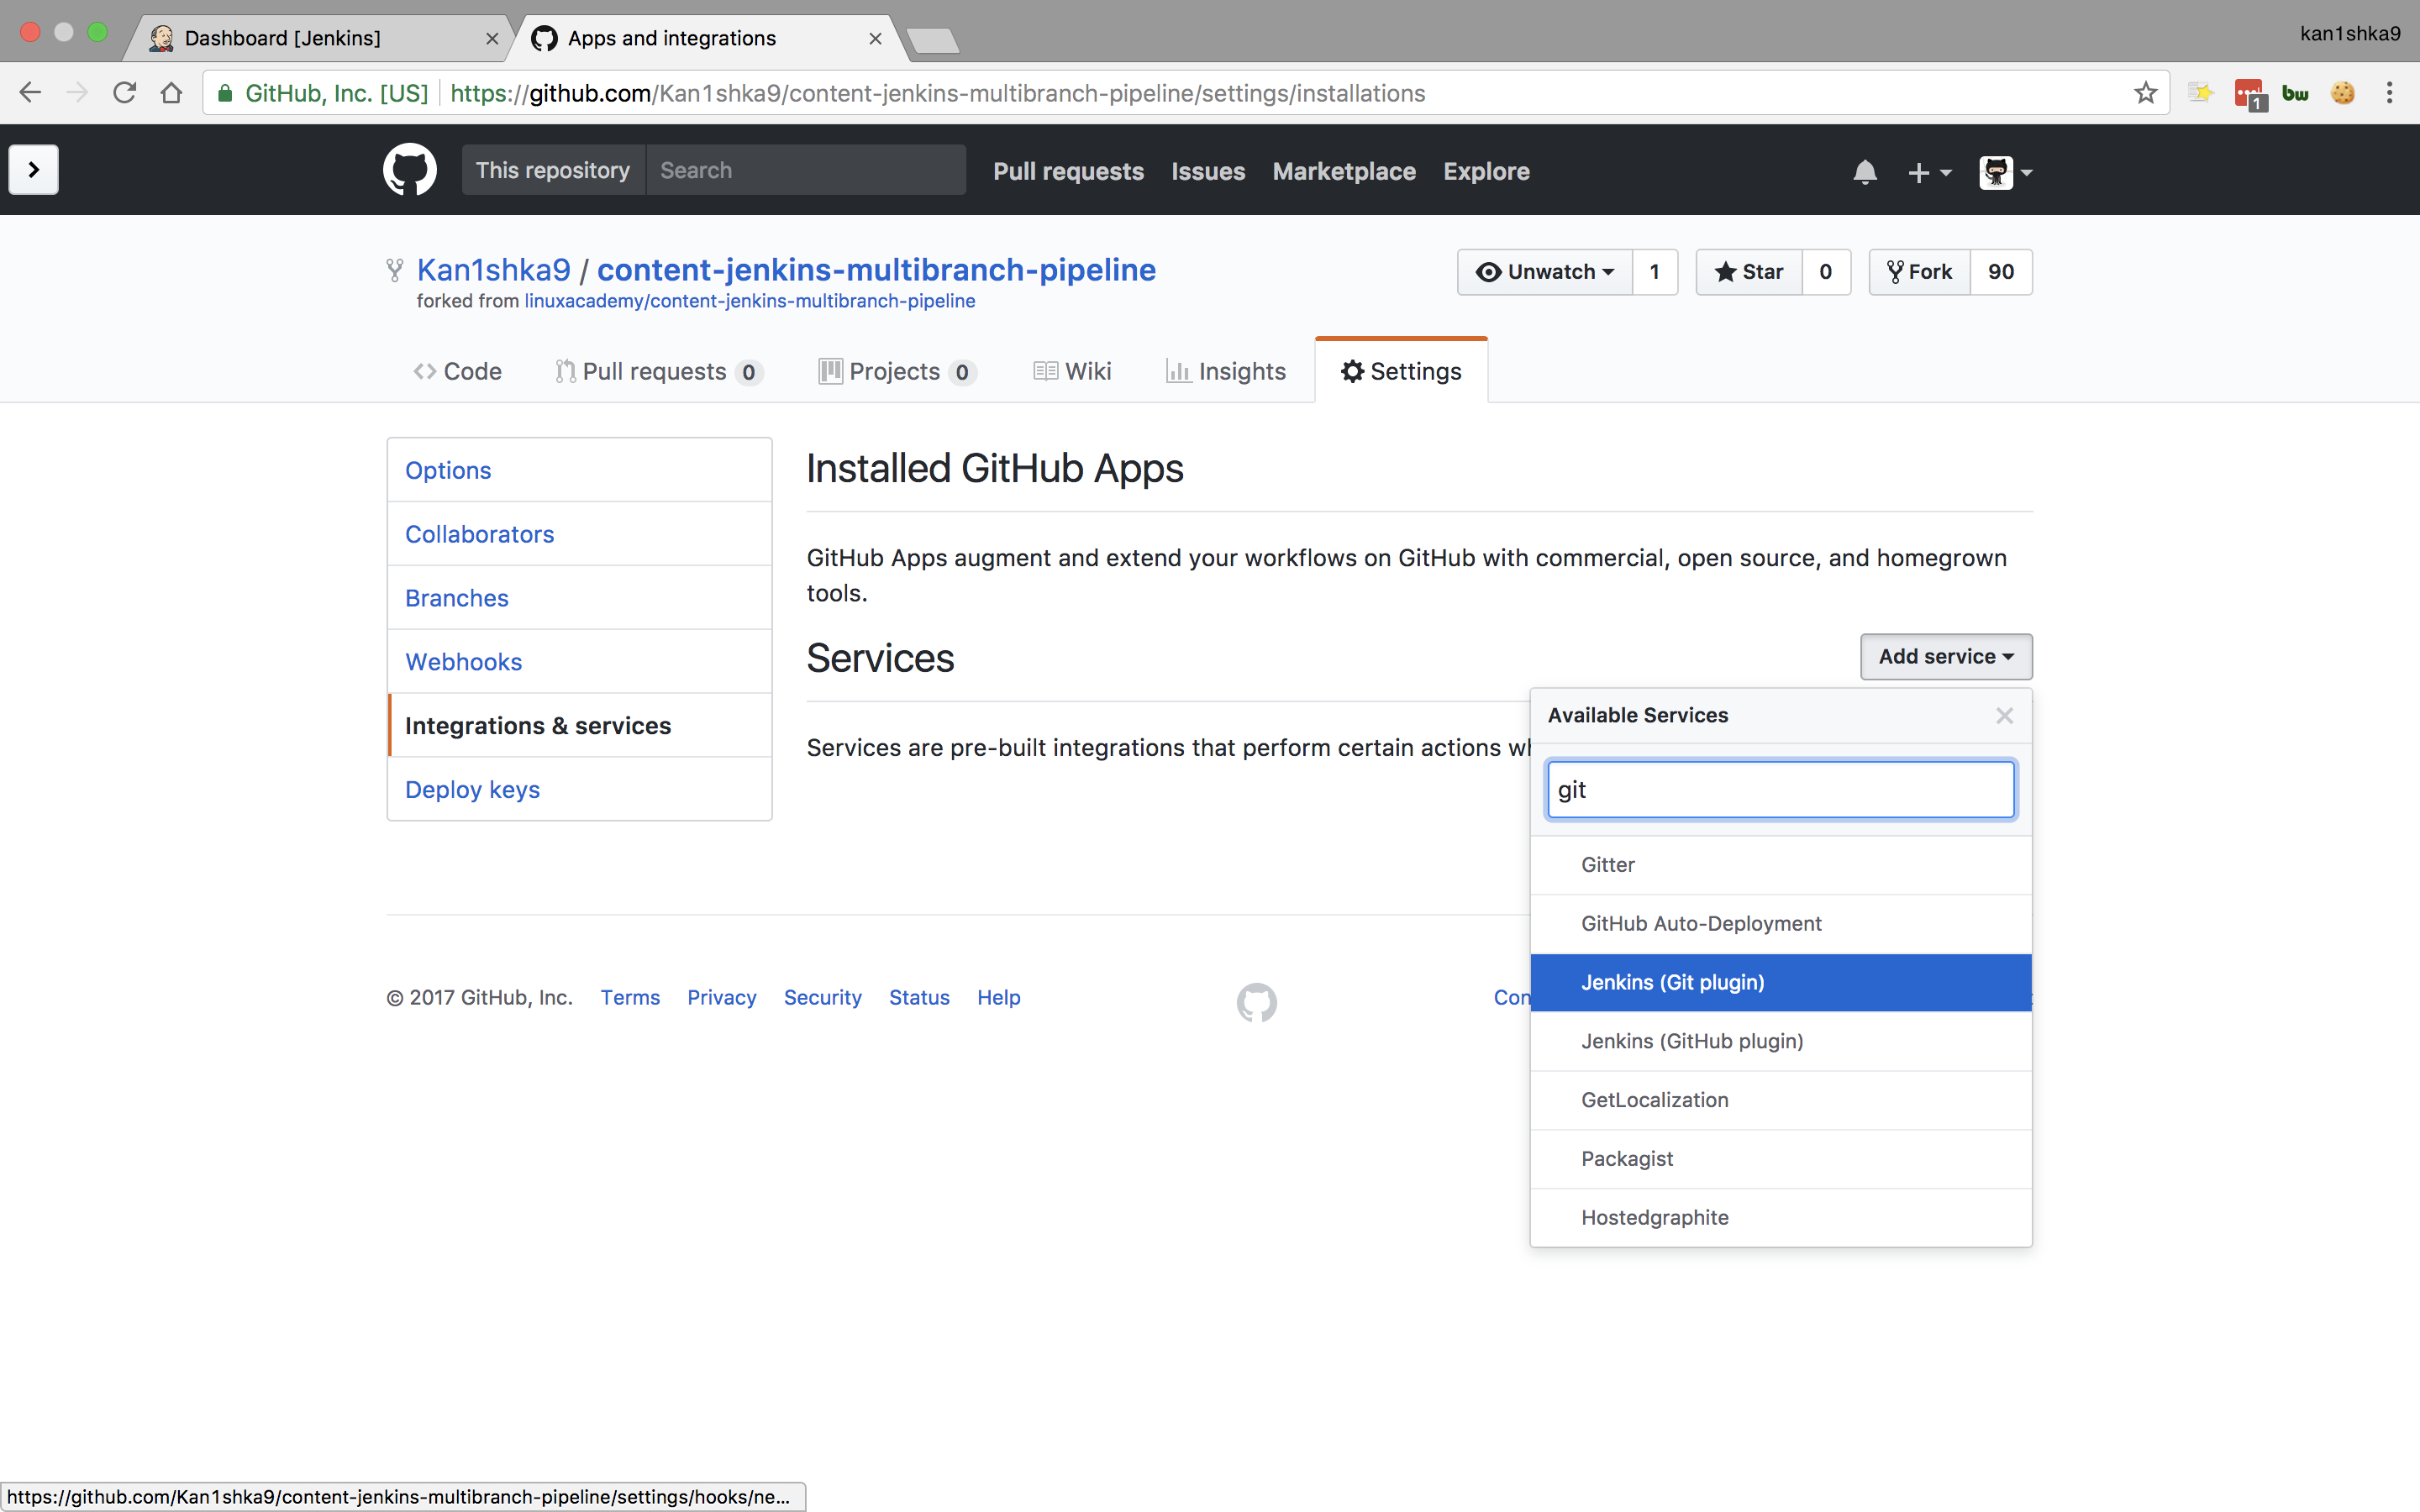 Dashboard [Jenkins]
Apps and integrations
kan1shka9
GitHub, Inc. [US]
https://github.com/Kan1shka9/content-jenkins-multibranch-pipeline/settings/installations
1
bw
This repository
Search
Pull requests
Issues
Marketplace
Explore
Kan1shka9 / content-jenkins-multibranch-pipeline
forked from linuxacademy/content-jenkins-multibranch-pipeline
Unwatch 1
Star 0
Fork 90
Code
Pull requests 0
Projects 0
Wiki
Insights
Settings
Options
Collaborators
Branches
Webhooks
Integrations & services
Deploy keys
Installed GitHub Apps
GitHub Apps augment and extend your workflows on GitHub with commercial, open source, and homegrown
tools.
Services
Add service
Services are pre-built integrations that perform certain actions
Available Services
git
Gitter
GitHub Auto-Deployment
Jenkins (Git plugin)
Jenkins (GitHub plugin)
GetLocalization
Packagist
Hostedgraphite
© 2017 GitHub, Inc. Terms Privacy Security Status Help
https://github.com/Kan1shka9/content-jenkins-multibranch-pipeline/settings/hooks/ne...